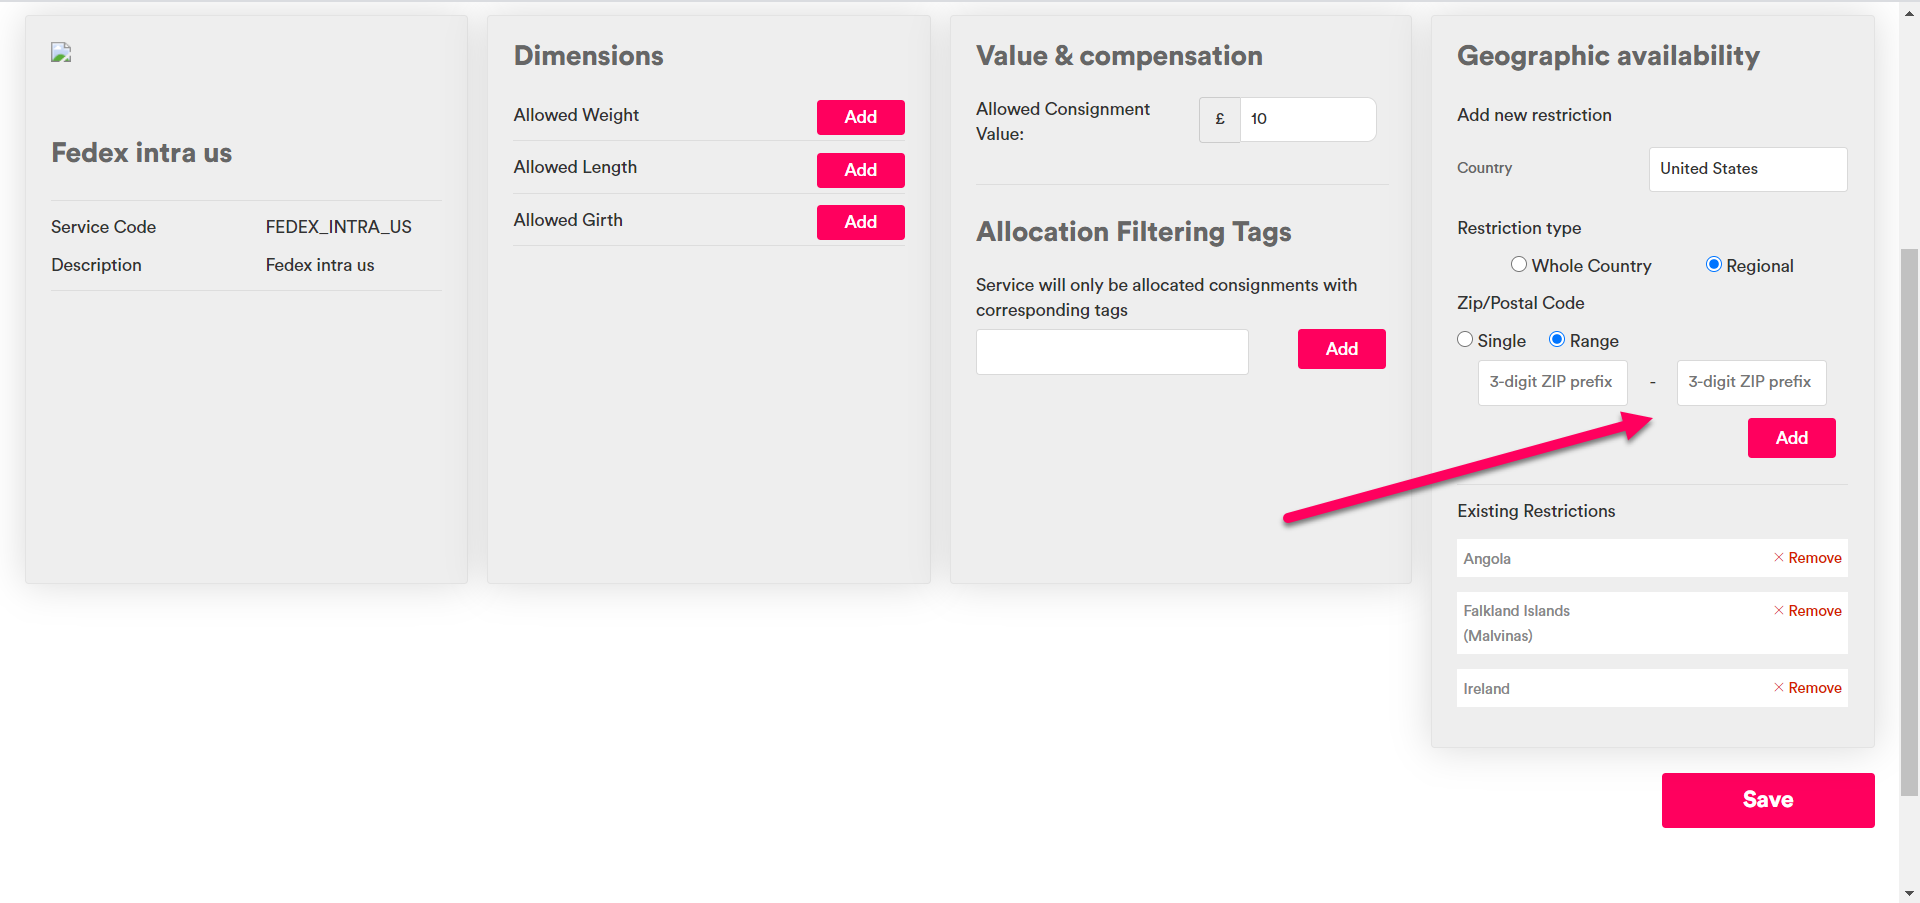 Fedex intra us
Service Code FEDEX_INTRA_US
Description Fedex intra us
Dimensions
Allowed Weight Add
Allowed Length Add
Allowed Girth Add
Value & compensation
Allowed Consignment
Value:
£ 10
Allocation Filtering Tags
Service will only be allocated consignments with
corresponding tags
Add
Geographic availability
Add new restriction
Country United States
Restriction type
Whole Country Regional
Zip/Postal Code
Single Range
3-digit ZIP prefix - 3-digit ZIP prefix
Add
Existing Restrictions
Angola × Remove
Falkland Islands × Remove
(Malvinas)
Ireland × Remove
Save